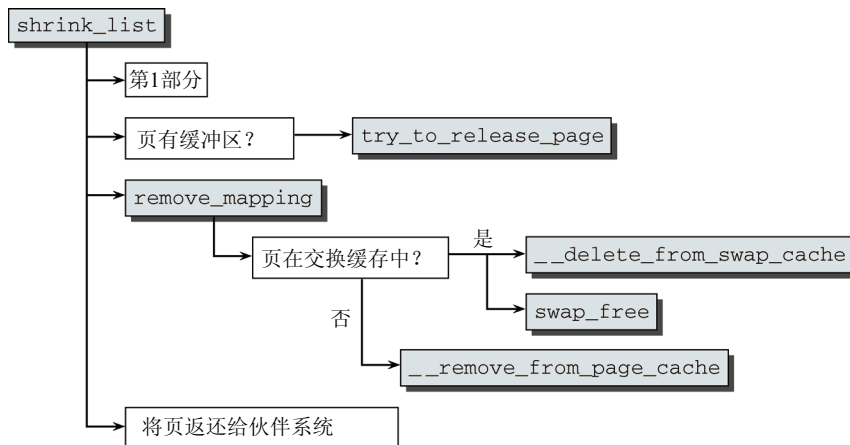 shrink_list
第1部分
页有缓冲区？
try_to_release_page
remove_mapping
页在交换缓存中？
是
__delete_from_swap_cache
swap_free
否
__remove_from_page_cache
将页返还给伙伴系统